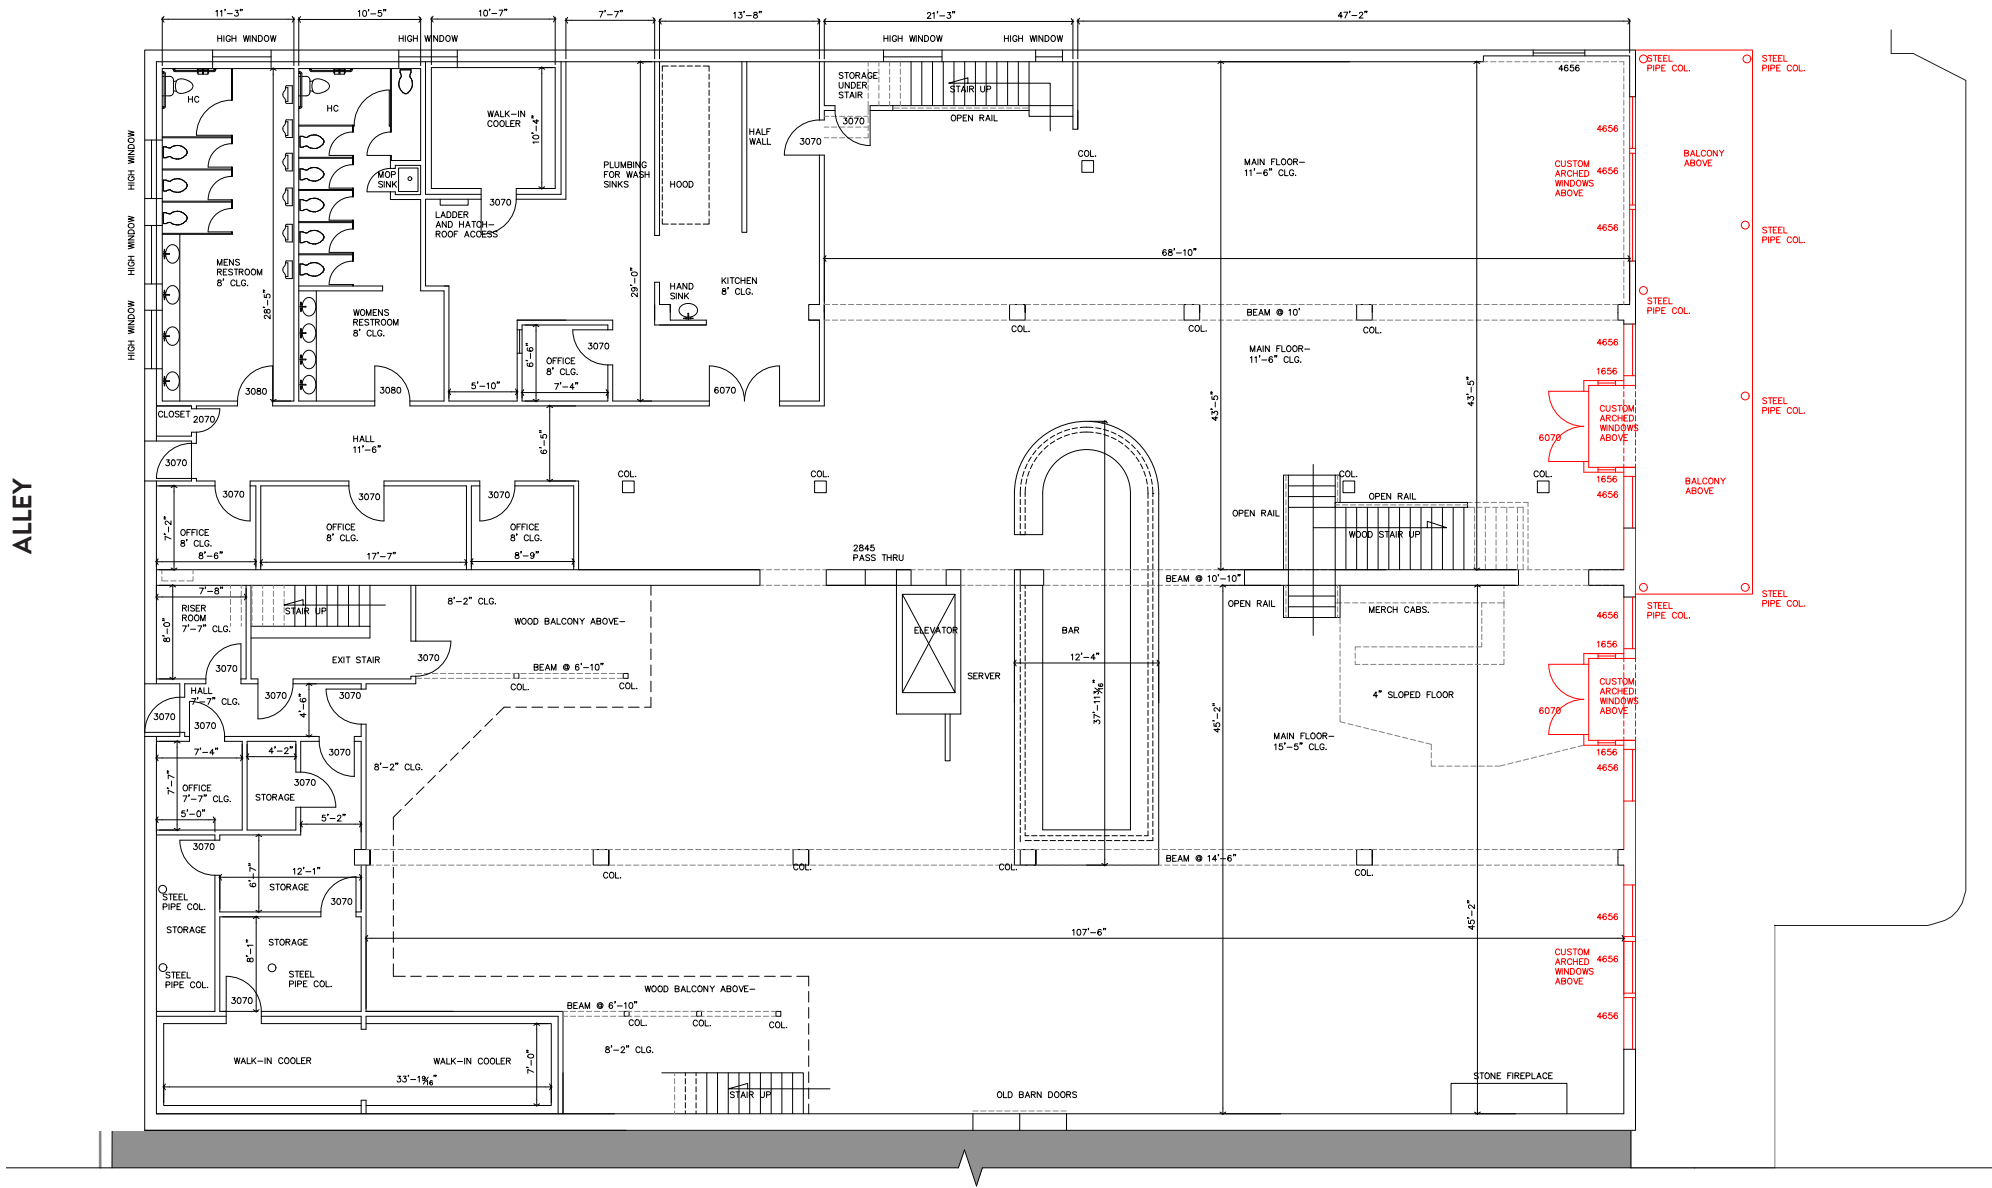 11'-3"
10'-5"
10'-7"
7'-7"
13'-8"
21'-3"
47'-2"
HIGH WINDOW
HIGH WINDOW
HIGH WINDOW
HIGH WINDOW
4656
STEEL
PIPE COL.
STEEL
PIPE COL.
HC
HC
WALK-IN
COOLER
10'-4"
STORAGE
UNDER
STAIR
STAIR UP
OPEN RAIL
3070
3070
HALF
WALL
COL.
MAIN FLOOR-
11'-6" CLG.
4656
CUSTOM
ARCHED
WINDOWS
ABOVE
4656
4656
BALCONY
ABOVE
HIGH WINDOW
HIGH WINDOW
HIGH WINDOW
PLUMBING
FOR WASH
SINKS
HOOD
MOP
SINK
3070
LADDER
AND HATCH-
ROOF ACCESS
STEEL
PIPE COL.
68'-10"
MENS
RESTROOM
8' CLG.
28'-5"
29'-0"
HAND
SINK
KITCHEN
8' CLG.
STEEL
PIPE COL.
WOMENS
RESTROOM
8' CLG.
BEAM @ 10'
COL.
COL.
COL.
MAIN FLOOR-
11'-6" CLG.
4656
1656
6'-6"
OFFICE
8' CLG.
3070
5'-10"
7'-4"
6070
3080
3080
43'-5"
43'-5"
STEEL
PIPE COL.
CUSTOM
ARCHED
WINDOWS
ABOVE
6070
CLOSET
2070
HALL
11'-6"
6'-5"
3070
COL.
COL.
COL.
COL.
1656
4656
BALCONY
ABOVE
ALLEY
3070
3070
3070
7'-2"
OFFICE
8' CLG.
OFFICE
8' CLG.
OFFICE
8' CLG.
8'-6"
17'-7"
8'-9"
OPEN RAIL
OPEN RAIL
WOOD STAIR UP
2845
PASS THRU
BEAM @ 10'-10"
7'-8"
RISER
ROOM
7'-7" CLG.
8'-0"
STAIR UP
8'-2" CLG.
WOOD BALCONY ABOVE-
ELEVATOR
BAR
OPEN RAIL
MERCH CABS.
4656
1656
STEEL
PIPE COL.
STEEL
PIPE COL.
EXIT STAIR
3070
3070
BEAM @ 6'-10"
COL.
COL.
SERVER
12'-4"
HALL
7'-7" CLG.
3070
3070
4'-6"
3070
3070
45'-2"
4" SLOPED FLOOR
CUSTOM
ARCHED
WINDOWS
ABOVE
6070
MAIN FLOOR-
15'-5" CLG.
1656
4656
7'-4"
4'-2"
3070
3070
8'-2" CLG.
7'-7"
OFFICE
7'-7" CLG.
STORAGE
5'-0"
5'-2"
3070
BEAM @ 14'-6"
COL.
COL.
COL.
COL.
6'-7"
12'-1"
STORAGE
3070
STEEL
PIPE COL.
STORAGE
STORAGE
8'-1"
45'-2"
4656
107'-6"
CUSTOM
ARCHED
WINDOWS
ABOVE
4656
STEEL
PIPE COL.
STEEL
PIPE COL.
3070
WOOD BALCONY ABOVE-
BEAM @ 6'-10"
COL.
COL.
COL.
4656
8'-2" CLG.
WALK-IN COOLER
WALK-IN COOLER
7'-0"
STAIR UP
OLD BARN DOORS
STONE FIREPLACE